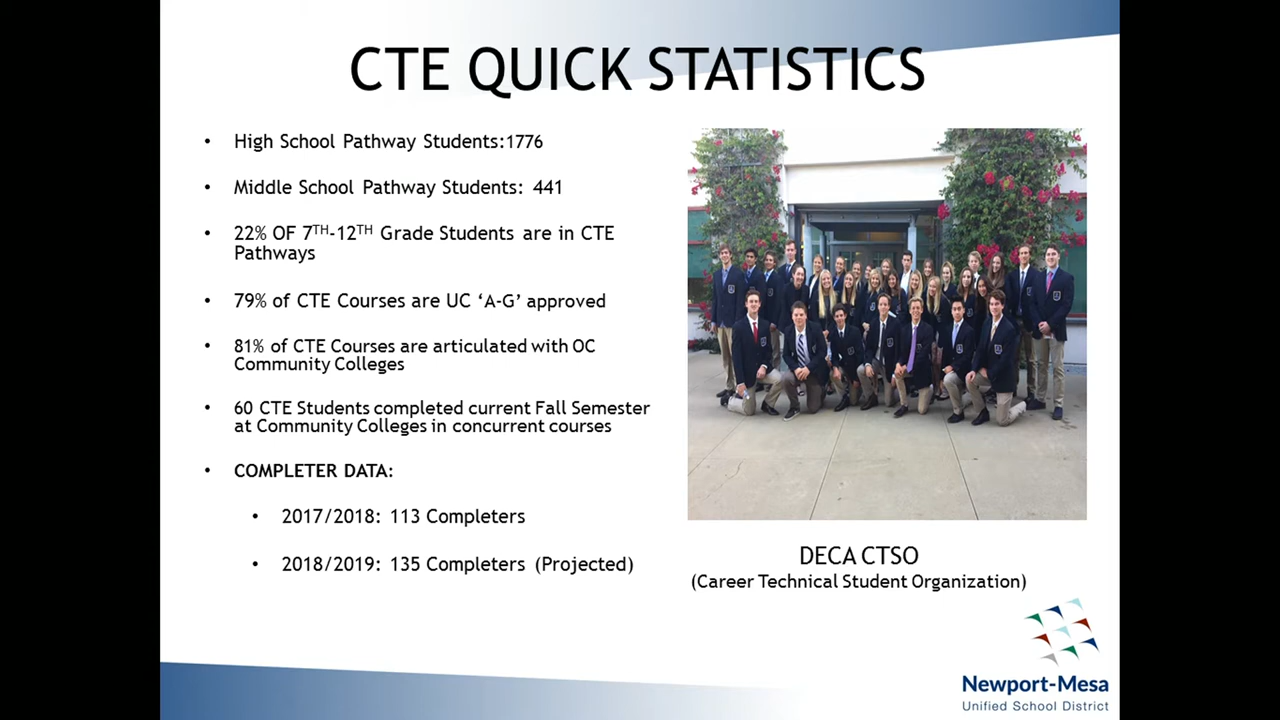 CTE QUICK STATISTICS
• High School Pathway Students:1776
• Middle School Pathway Students: 441
• 22% OF 7TH-12TH Grade Students are in CTE
Pathways
• 79% of CTE Courses are UC ‘A-G’ approved
• 81% of CTE Courses are articulated with OC
Community Colleges
• 60 CTE Students completed current Fall Semester
at Community Colleges in concurrent courses
• COMPLETER DATA:
• 2017/2018: 113 Completers
• 2018/2019: 135 Completers (Projected)
DECA CTSO
(Career Technical Student Organization)
Newport-Mesa
Unified School District